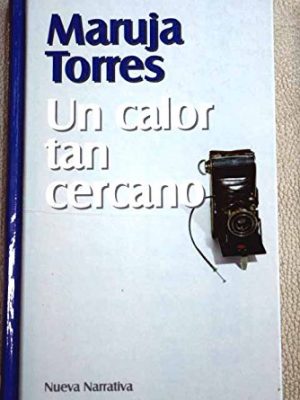 Maruja
Torres
Un calor
tan
cercano
Nueva Narrativa